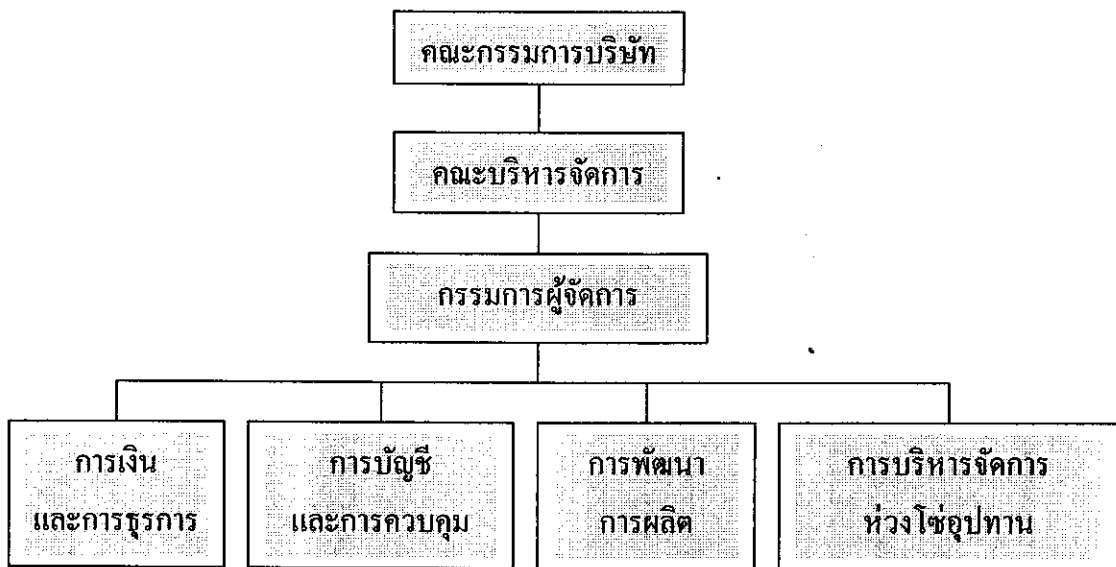 คณะกรรมการบริษัท
คณะบริหารจัดการ
กรรมการผู้จัดการ
การเงิน
และการธุรการ
การบัญชี
และการควบคุม
การพัฒนา
การผลิต
การบริหารจัดการ
ห่วงโซ่อุปทาน